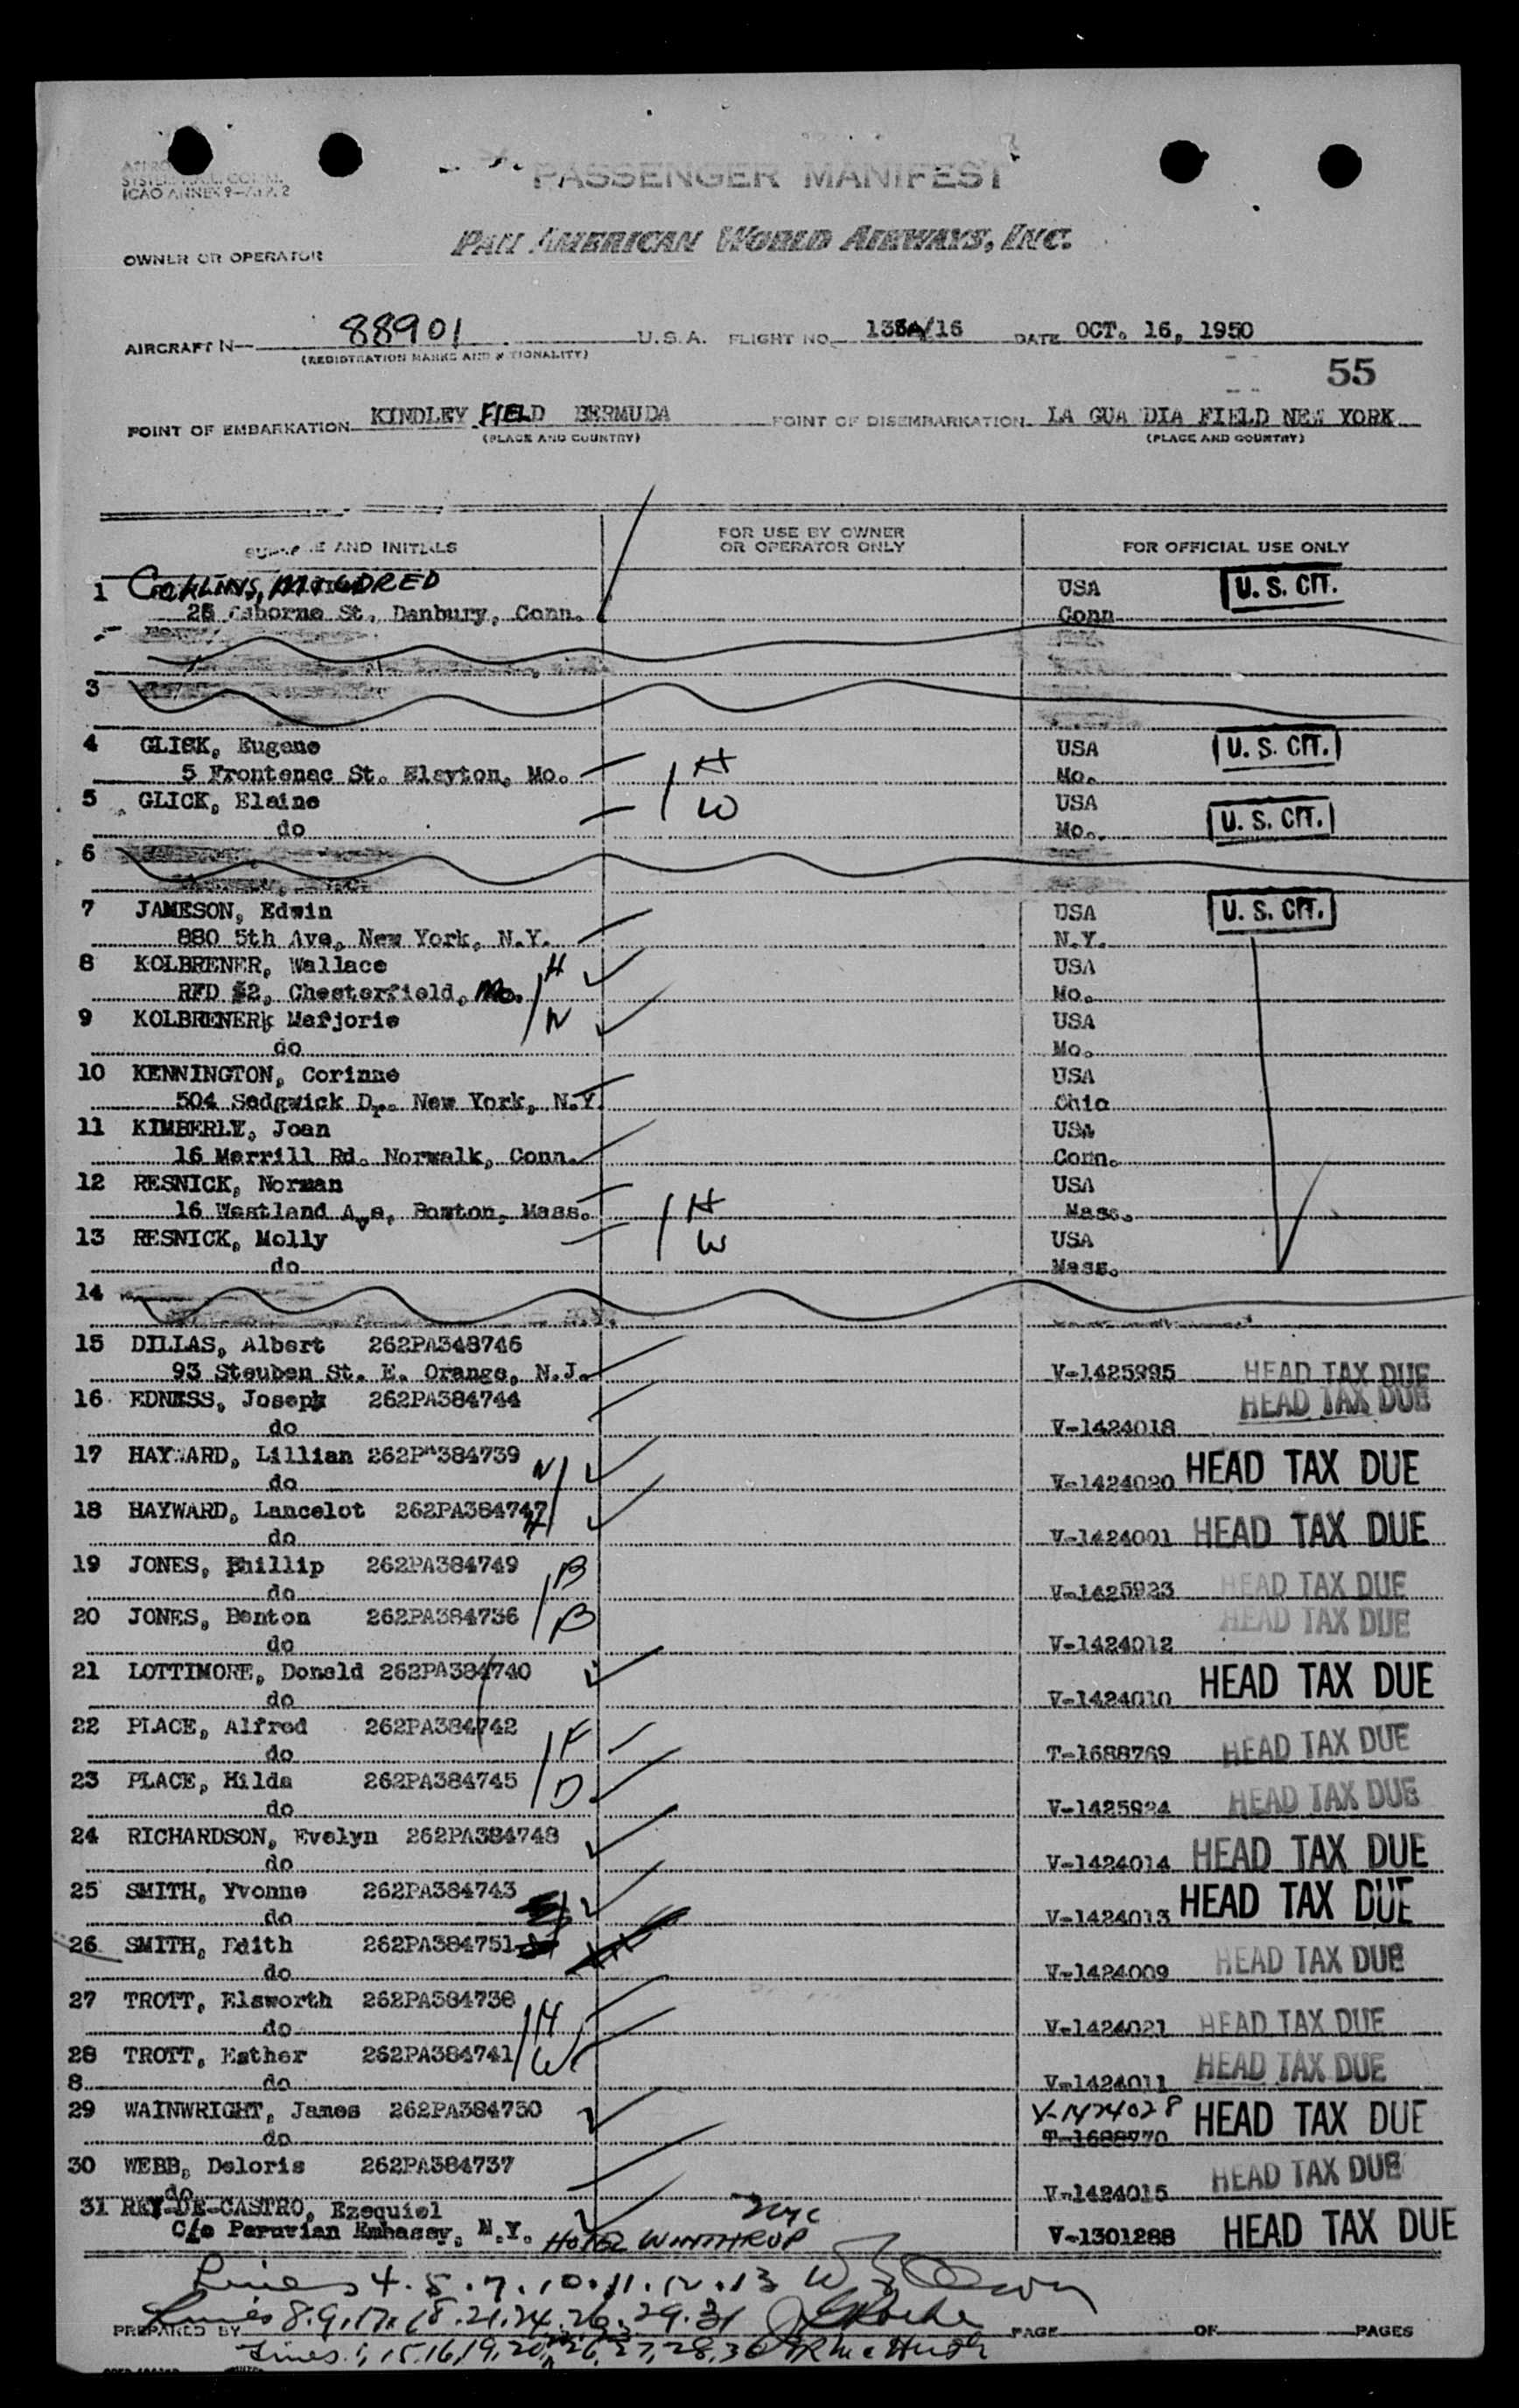 PASSENGER MANIFEST
ICAO ANNEX 9
OWNER OR OPERATOR PAN AMERICAN WORLD AIRWAYS, INC.
AIRCRAFT N— 88901 U.S.A. FLIGHT NO. /16 DATE OCT. 16, 1950
(REGISTRATION MARKS AND NATIONALITY)
55
POINT OF EMBARKATION KINDLEY FIELD BERMUDA POINT OF DISEMBARKATION LA GUA DIA FIELD NEW YORK
(PLACE AND COUNTRY) (PLACE AND COUNTRY)
SURNAME AND INITIALS FOR USE BY OWNER OR OPERATOR ONLY FOR OFFICIAL USE ONLY
1 MILDRED USA U. S. CIT.
Osborne St, Danbury, Conn. Conn
3
4 GLICK, Eugene USA U. S. CIT.
5 Frontenac St. Clayton, Mo. H Mo.
5 GLICK, Elaine W USA U. S. CIT.
do Mo.
6
7 JAMESON, Edwin USA U. S. CIT.
880 5th Ave, New York, N.Y. N.Y.
8 KOLBRENER, Wallace H USA
RFD #2, Chesterfield, Mo. Mo.
9 KOLBRENERk Marjorie W USA
do Mo.
10 KENNINGTON, Corinne USA
504 Sedgwick Dr. New York, N.Y. Ohio
11 KIMBERLY, Joan USA
16 Merrill Rd. Norwalk, Conn. Conn.
12 RESNICK, Norman USA
16 Westland Ave, Bomton, Mass. H Mass.
13 RESNICK, Molly W USA
do Mass.
14
15 DILLAS, Albert 262PA348746
93 Steuben St. E. Orange, N.J. V-1425995 HEAD TAX DUE
16 EDNESS, Joseph 262PA384744 HEAD TAX DUE
do V-1424018
17 HAYWARD, Lillian 262PA384739 W HEAD TAX DUE
do V-1424020
18 HAYWARD, Lancelot 262PA384747 H
do V-1424001 HEAD TAX DUE
19 JONES, Phillip 262PA384749 B
do V-1425923 HEAD TAX DUE
20 JONES, Benton 262PA384736 B HEAD TAX DUE
do V-1424012
21 LOTTIMORE, Donald 262PA384740 HEAD TAX DUE
do V-1424010
22 PLACE, Alfred 262PA384742 F
do T-1688769 HEAD TAX DUE
23 PLACE, Hilda 262PA384745 D
do V-1425924 HEAD TAX DUE
24 RICHARDSON, Evelyn 262PA384748
do V-1424014 HEAD TAX DUE
25 SMITH, Yvonne 262PA384743
do V-1424013 HEAD TAX DUE
26 SMITH, Edith 262PA384751
do V-1424009 HEAD TAX DUE
27 TROTT, Elsworth 262PA384738 H
do V-1424021 HEAD TAX DUE
28 TROTT, Esther 262PA384741 W
8 do V-1424011 HEAD TAX DUE
29 WAINWRIGHT, James 262PA384750 V-1424028 HEAD TAX DUE
do T-1688770
30 WEBB, Deloris 262PA384737
do V-1424015 HEAD TAX DUE
31 REY-DE-CASTRO, Ezequiel NYC
C/o Peruvian Embassy, N.Y. HOTEL WINTHROP V-1301288 HEAD TAX DUE
Lines 4.5.7.10.11.12.13
Lines 8.9.17.18.21.24.26.29.31
PREPARED BY PAGE OF PAGES
Lines 1, 15, 16, 19, 20, 26, 27, 28, 30